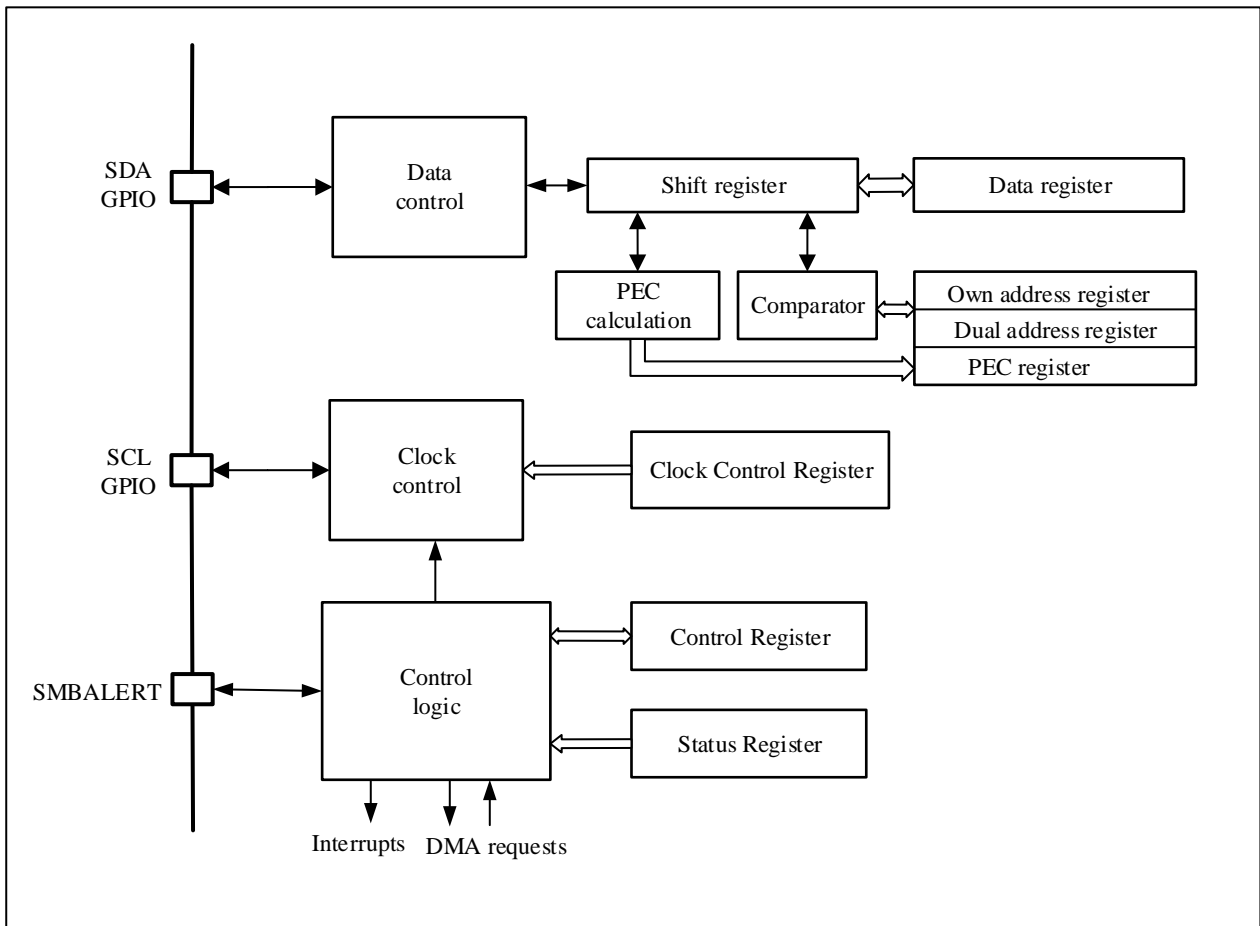 SDA
GPIO
Data
control
Shift register
Data register
PEC
calculation
Comparator
Own address register
Dual address register
PEC register
SCL
GPIO
Clock
control
Clock Control Register
SMBALERT
Control
logic
Control Register
Status Register
Interrupts
DMA requests